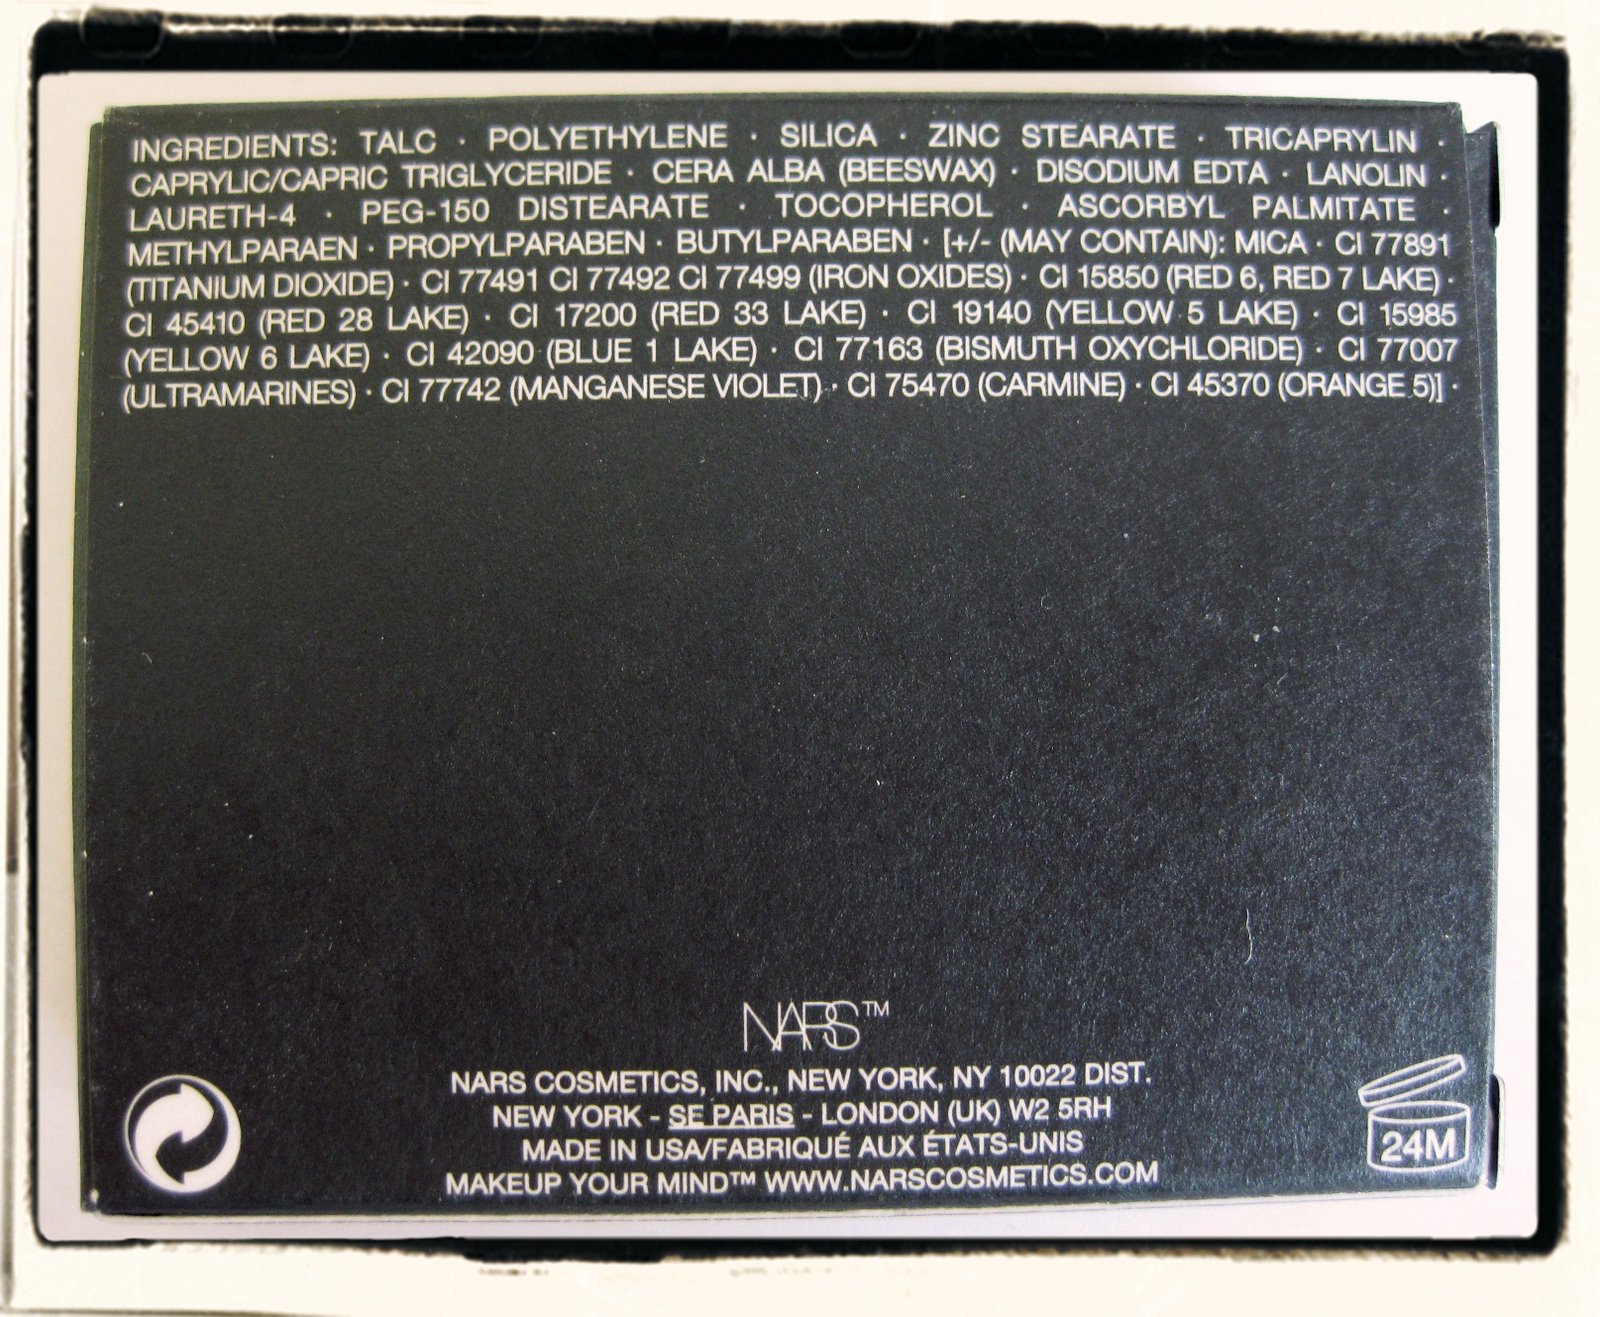 INGREDIENTS: TALC · POLYETHYLENE · SILICA · ZINC STEARATE · TRICAPRYLIN ·
CAPRYLIC/CAPRIC TRIGLYCERIDE · CERA ALBA (BEESWAX) · DISODIUM EDTA · LANOLIN ·
LAURETH-4 · PEG-150 DISTEARATE · TOCOPHEROL · ASCORBYL PALMITATE ·
METHYLPARAEN · PROPYLPARABEN · BUTYLPARABEN · [+/- (MAY CONTAIN): MICA · CI 77891
(TITANIUM DIOXIDE) · CI 77491 CI 77492 CI 77499 (IRON OXIDES) · CI 15850 (RED 6, RED 7 LAKE) ·
CI 45410 (RED 28 LAKE) · CI 17200 (RED 33 LAKE) · CI 19140 (YELLOW 5 LAKE) · CI 15985
(YELLOW 6 LAKE) · CI 42090 (BLUE 1 LAKE) · CI 77163 (BISMUTH OXYCHLORIDE) · CI 77007
(ULTRAMARINES) · CI 77742 (MANGANESE VIOLET) · CI 75470 (CARMINE) · CI 45370 (ORANGE 5)] ·
NARS™
NARS COSMETICS, INC., NEW YORK, NY 10022 DIST.
NEW YORK - SE PARIS - LONDON (UK) W2 5RH
MADE IN USA/FABRIQUÉ AUX ÉTATS-UNIS
MAKEUP YOUR MIND™ WWW.NARSCOSMETICS.COM
24M